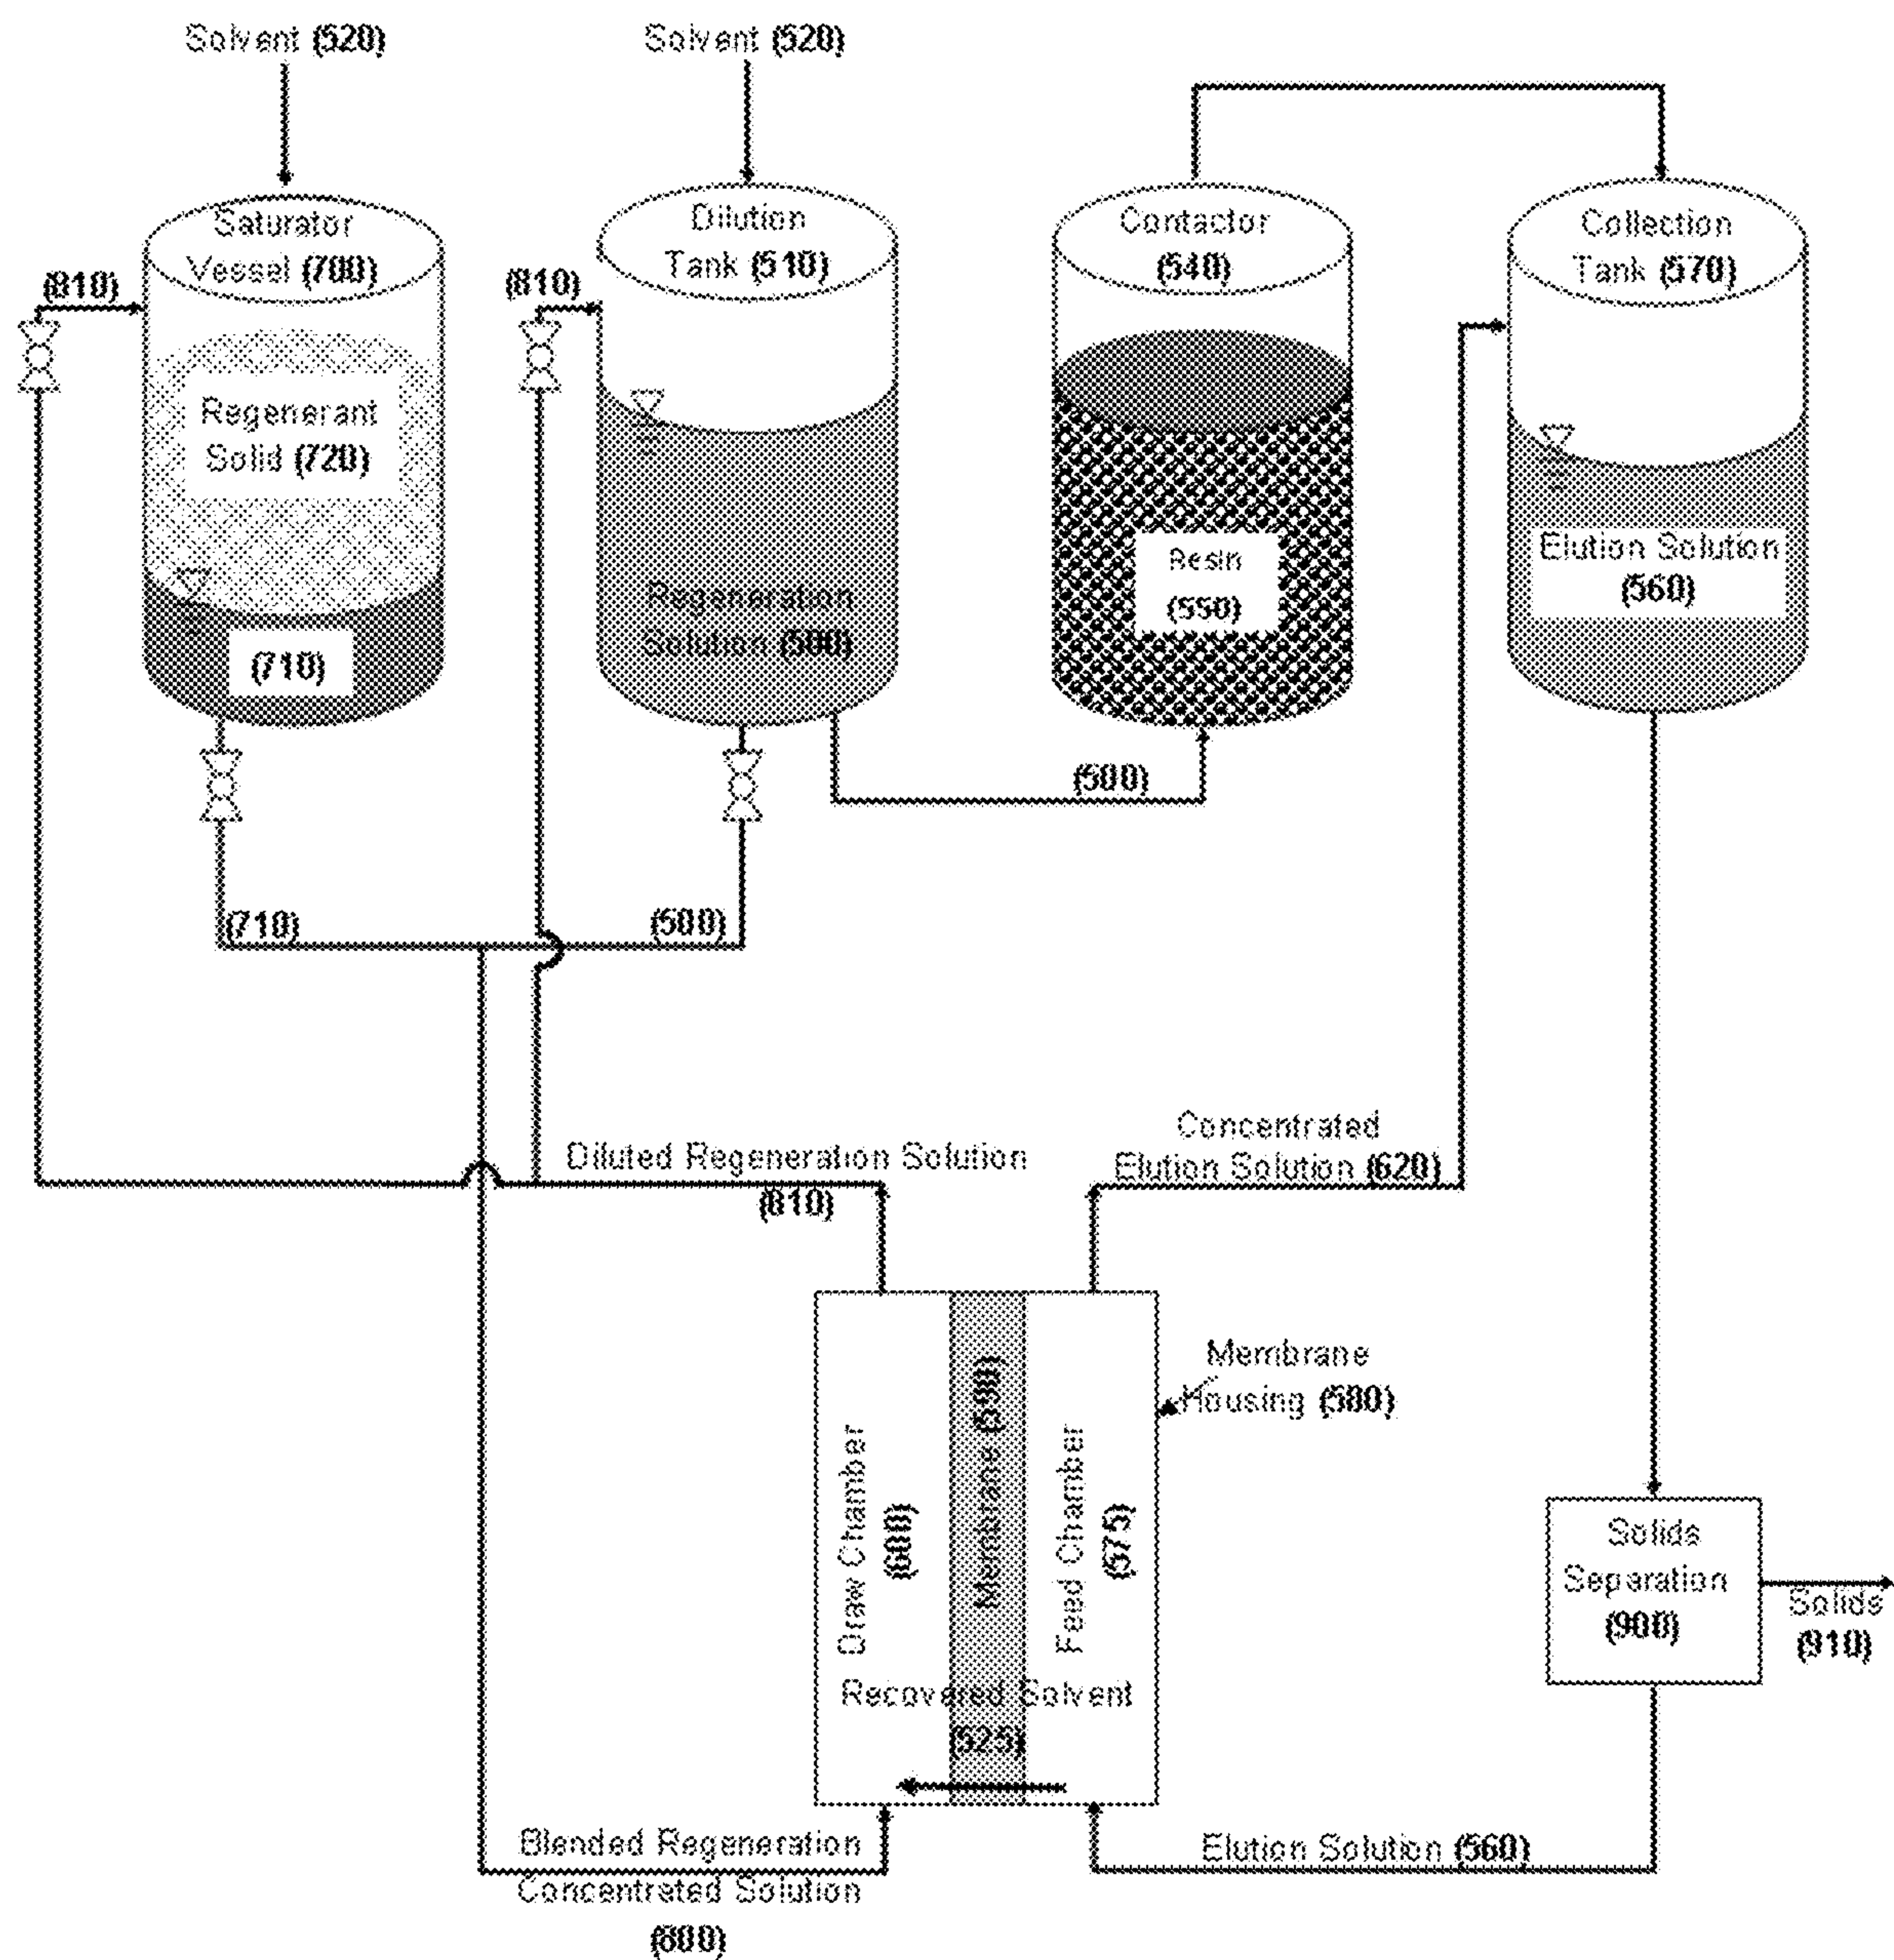 Solvent (520)
Solvent (520)
Saturator
Vessel (700)
Dilution
Tank (510)
Contactor
(540)
Collection
Tank (570)
(810)
(810)
Regenerant
Solid (720)
(710)
Regeneration
Solution (500)
Resin
(550)
Elution Solution
(560)
(500)
(710)
(500)
Diluted Regeneration Solution
(810)
Concentrated
Elution Solution (620)
Membrane
Housing (580)
Draw Chamber
(600)
Membrane (590)
Feed Chamber
(575)
Recovered Solvent
(525)
Solids
Separation
(900)
Solids
(910)
Blended Regeneration
Concentrated Solution
(800)
Elution Solution (560)